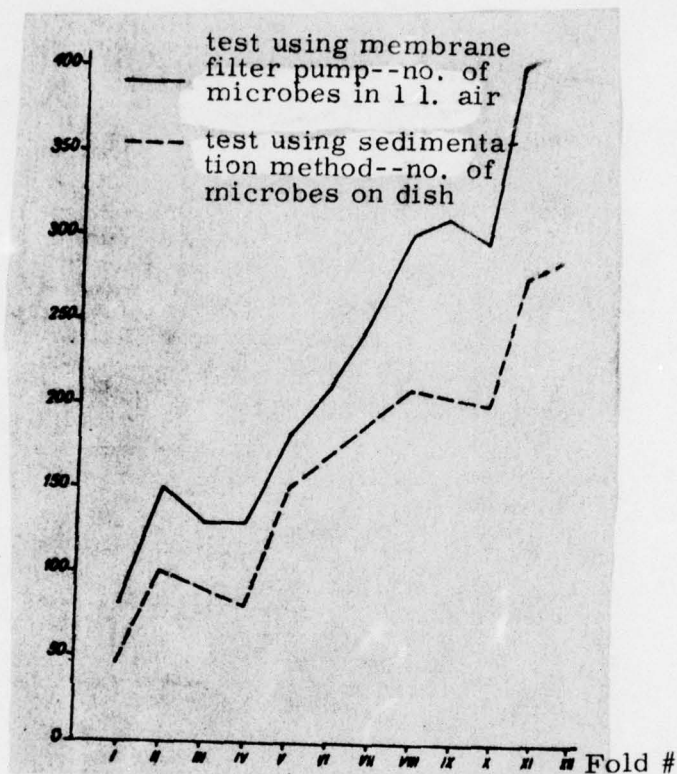 400
test using membrane
filter pump--no. of
microbes in 1 l. air
350
test using sedimenta-
tion method--no. of
microbes on dish
300
250
200
150
100
50
0
I II III IV V VI VII VIII IX X XI XII Fold #